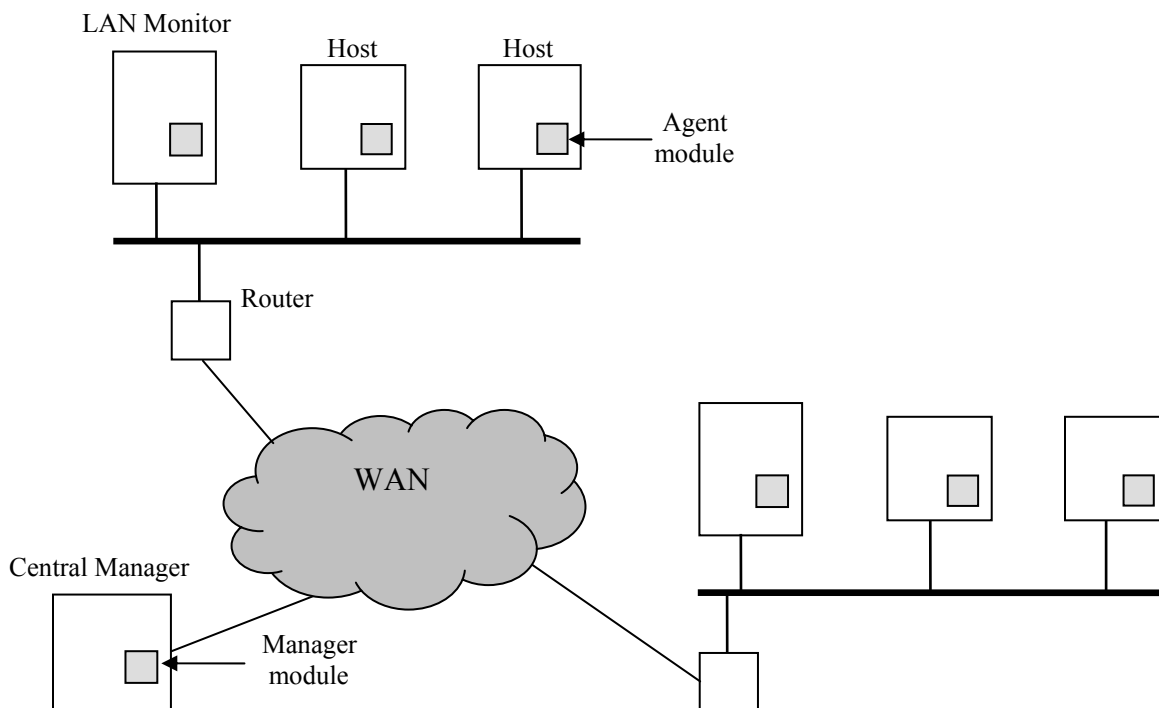 LAN Monitor
Host
Host
Agent
module
Router
WAN
Central Manager
Manager
module